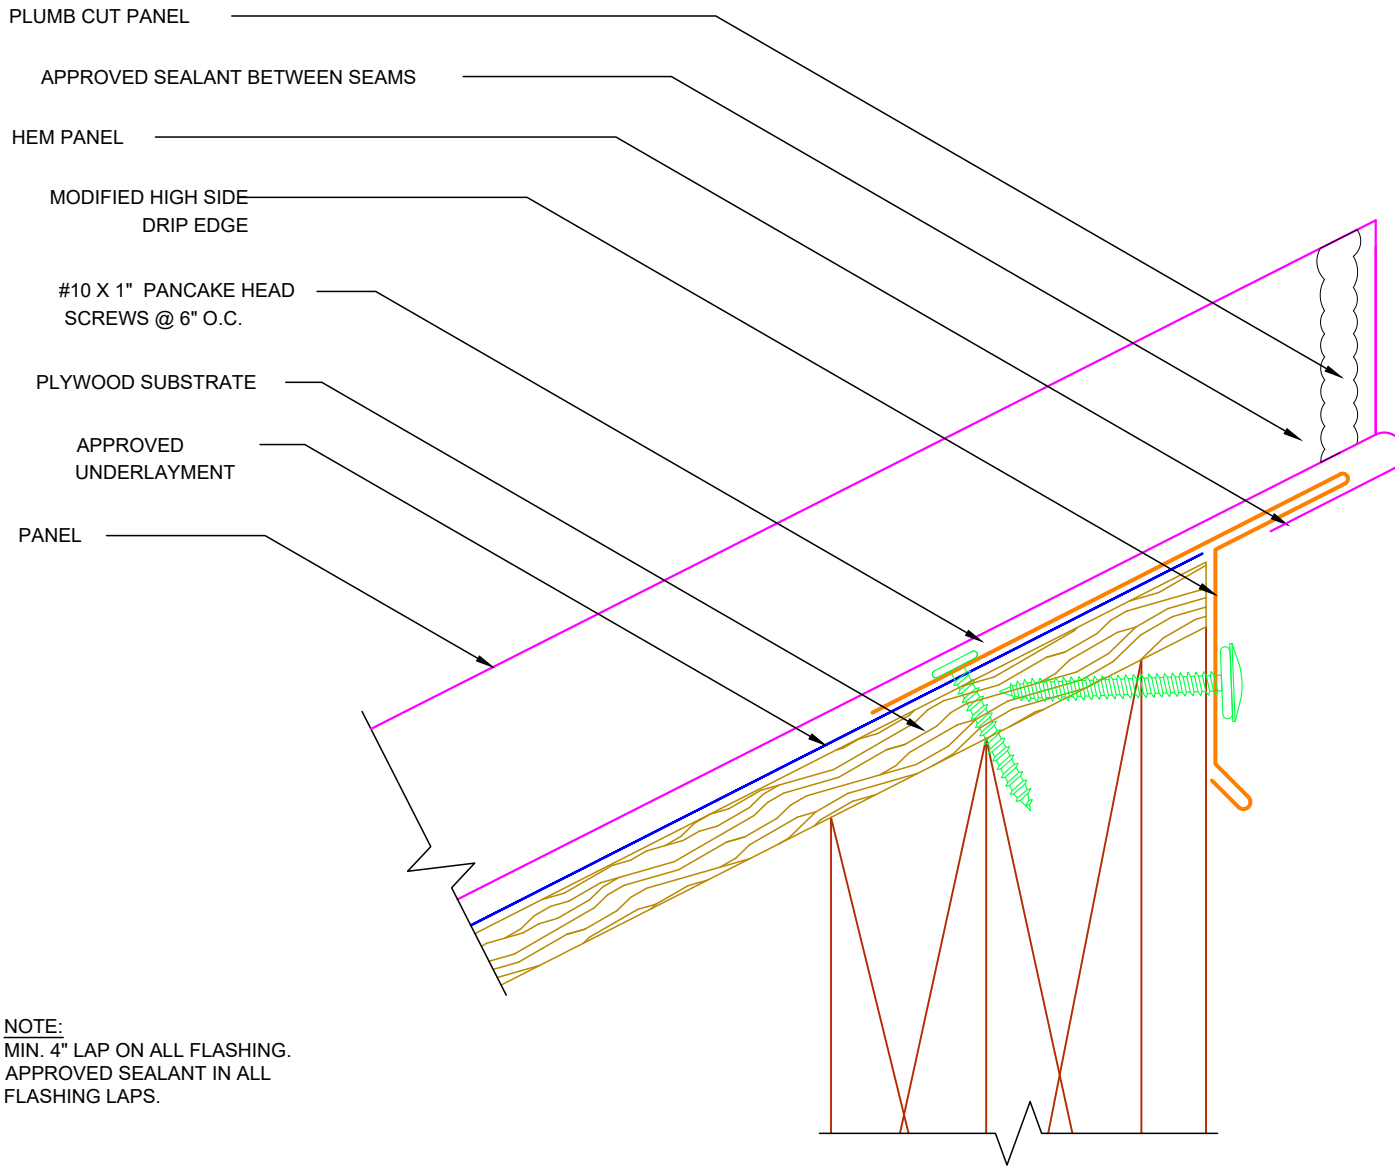 PLUMB CUT PANEL
APPROVED SEALANT BETWEEN SEAMS
HEM PANEL
MODIFIED HIGH SIDE
DRIP EDGE
#10 X 1" PANCAKE HEAD
SCREWS @ 6" O.C.
PLYWOOD SUBSTRATE
APPROVED
UNDERLAYMENT
PANEL
NOTE:
MIN. 4" LAP ON ALL FLASHING.
APPROVED SEALANT IN ALL
FLASHING LAPS.